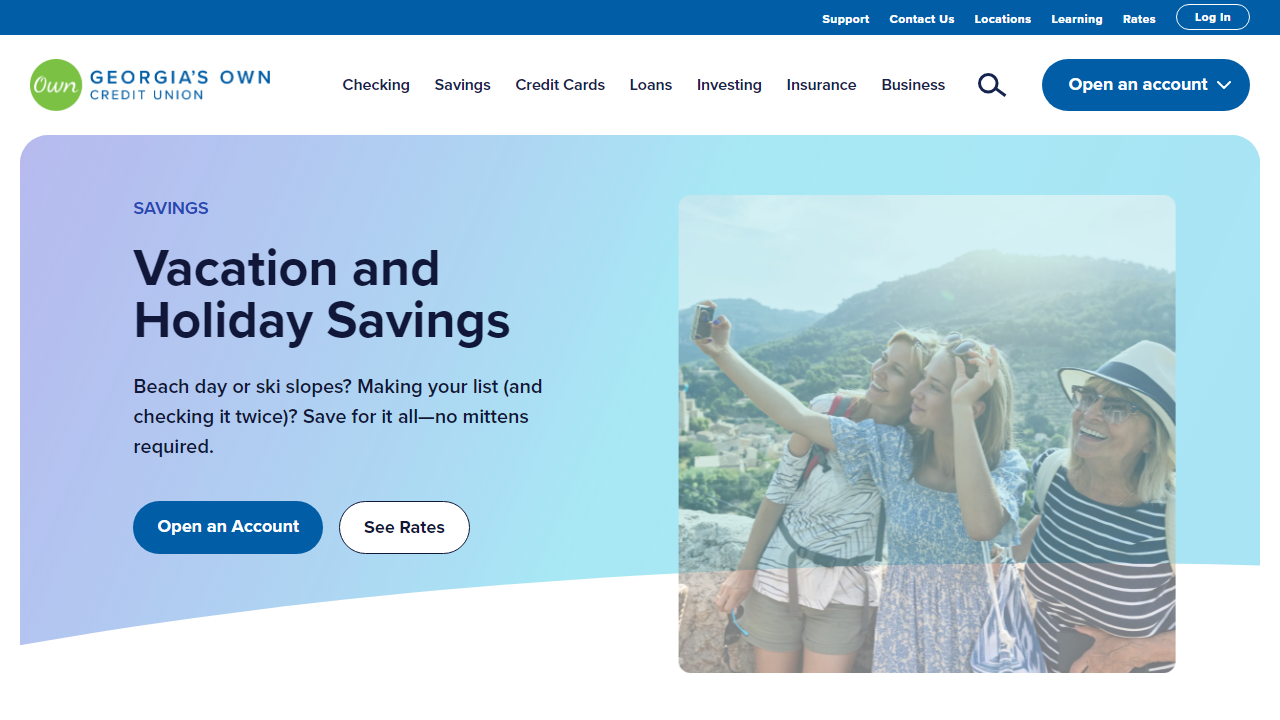 Support Contact Us Locations Learning Rates Log In
Own GEORGIA'S OWN
CREDIT UNION
Checking Savings Credit Cards Loans Investing Insurance Business Open an account
SAVINGS
Vacation and
Holiday Savings
Beach day or ski slopes? Making your list (and
checking it twice)? Save for it all—no mittens
required.
Open an Account See Rates